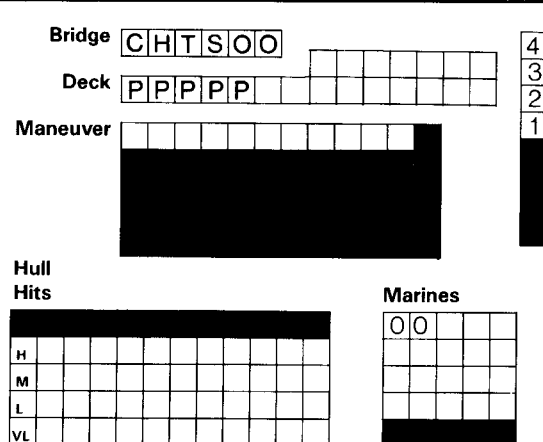 Bridge C H T S O O
Deck P P P P P
Maneuver
4
3
2
1
Hull
Hits
H
M
L
VL
Marines
O O